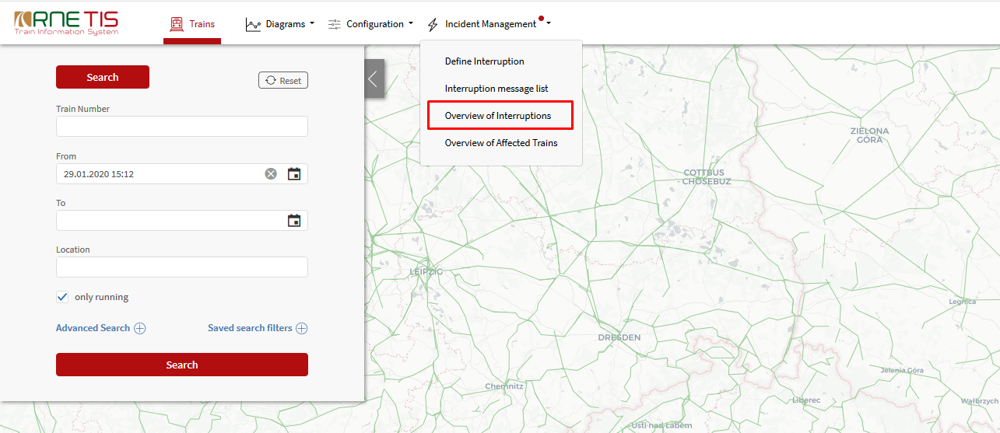 RNE TIS
Train Information System
Trains
Diagrams
Configuration
Incident Management
Define Interruption
Interruption message list
Overview of Interruptions
Overview of Affected Trains
Search
Reset
Train Number
From
29.01.2020 15:12
To
Location
only running
Advanced Search
Saved search filters
Search
ZIELONA
GÓRA
COTTBUS
- CHÓŚEBUZ
LEIPZIG
Legnica
DRESDEN
Jelenia Góra
Chemnitz
Liberec
Wałbrzych
Ústí nad Labem